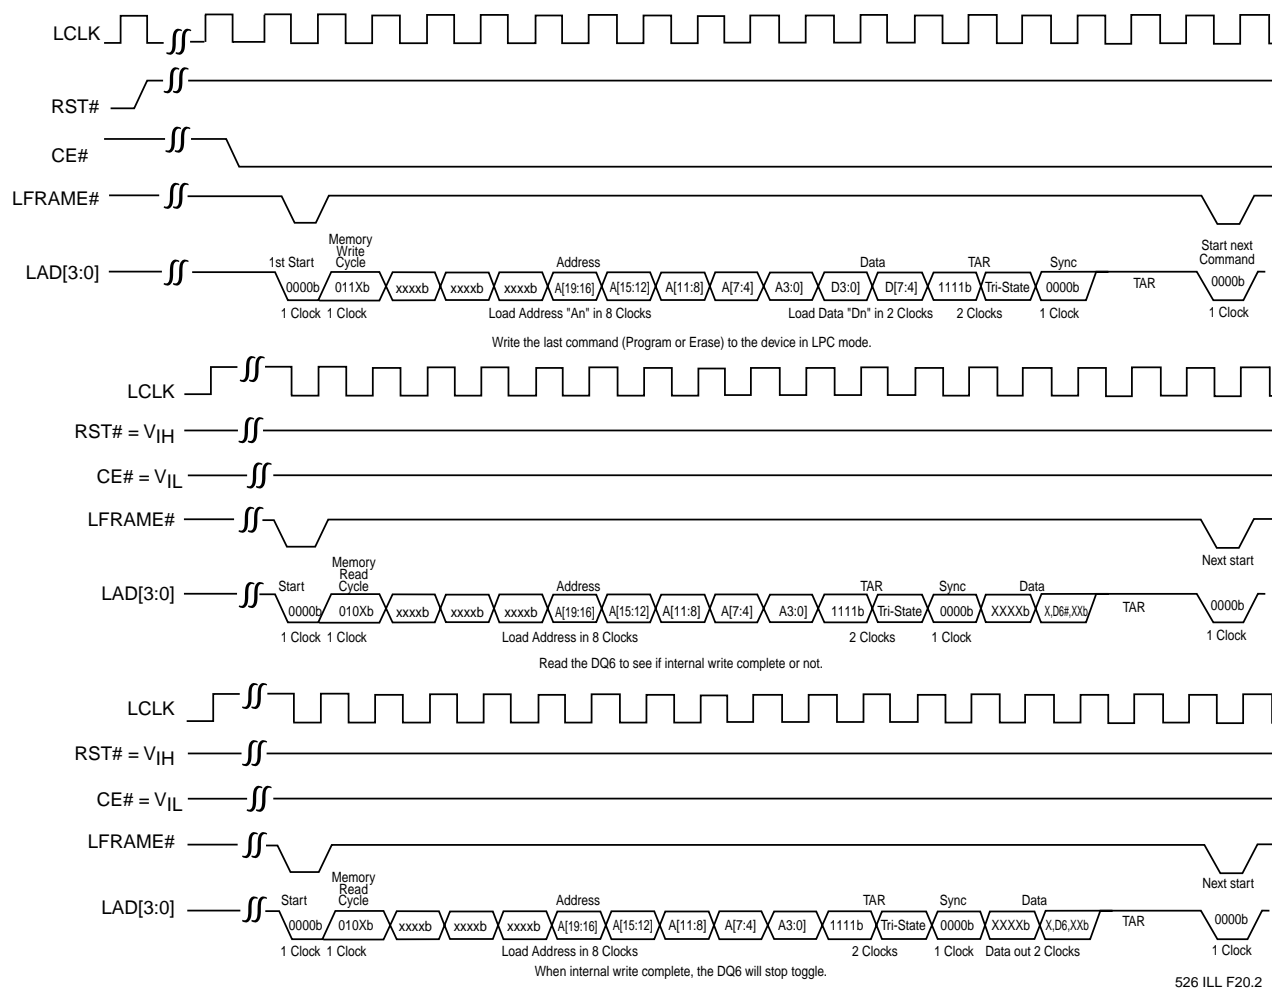 LCLK
RST#
CE#
LFRAME#
Memory
Write
Cycle
1st Start Address Data TAR Sync Start next
Command
LAD[3:0] 0000b 011Xb xxxxb xxxxb xxxxb A[19:16] A[15:12] A[11:8] A[7:4] A3:0] D3:0] D[7:4] 1111b Tri-State 0000b TAR 0000b
1 Clock 1 Clock Load Address "An" in 8 Clocks Load Data "Dn" in 2 Clocks 2 Clocks 1 Clock 1 Clock
Write the last command (Program or Erase) to the device in LPC mode.
LCLK
RST# = VIH
CE# = VIL
LFRAME#
Next start
Memory
Read
Start Cycle Address TAR Sync Data
LAD[3:0] 0000b 010Xb xxxxb xxxxb xxxxb A[19:16] A[15:12] A[11:8] A[7:4] A3:0] 1111b Tri-State 0000b XXXXb X,D6#,XXb TAR 0000b
1 Clock 1 Clock Load Address in 8 Clocks 2 Clocks 1 Clock 1 Clock
Read the DQ6 to see if internal write complete or not.
LCLK
RST# = VIH
CE# = VIL
LFRAME#
Next start
Memory
Read
Start Cycle Address TAR Sync Data
LAD[3:0] 0000b 010Xb xxxxb xxxxb xxxxb A[19:16] A[15:12] A[11:8] A[7:4] A3:0] 1111b Tri-State 0000b XXXXb X,D6,XXb TAR 0000b
1 Clock 1 Clock Load Address in 8 Clocks 2 Clocks 1 Clock Data out 2 Clocks 1 Clock
When internal write complete, the DQ6 will stop toggle.
526 ILL F20.2